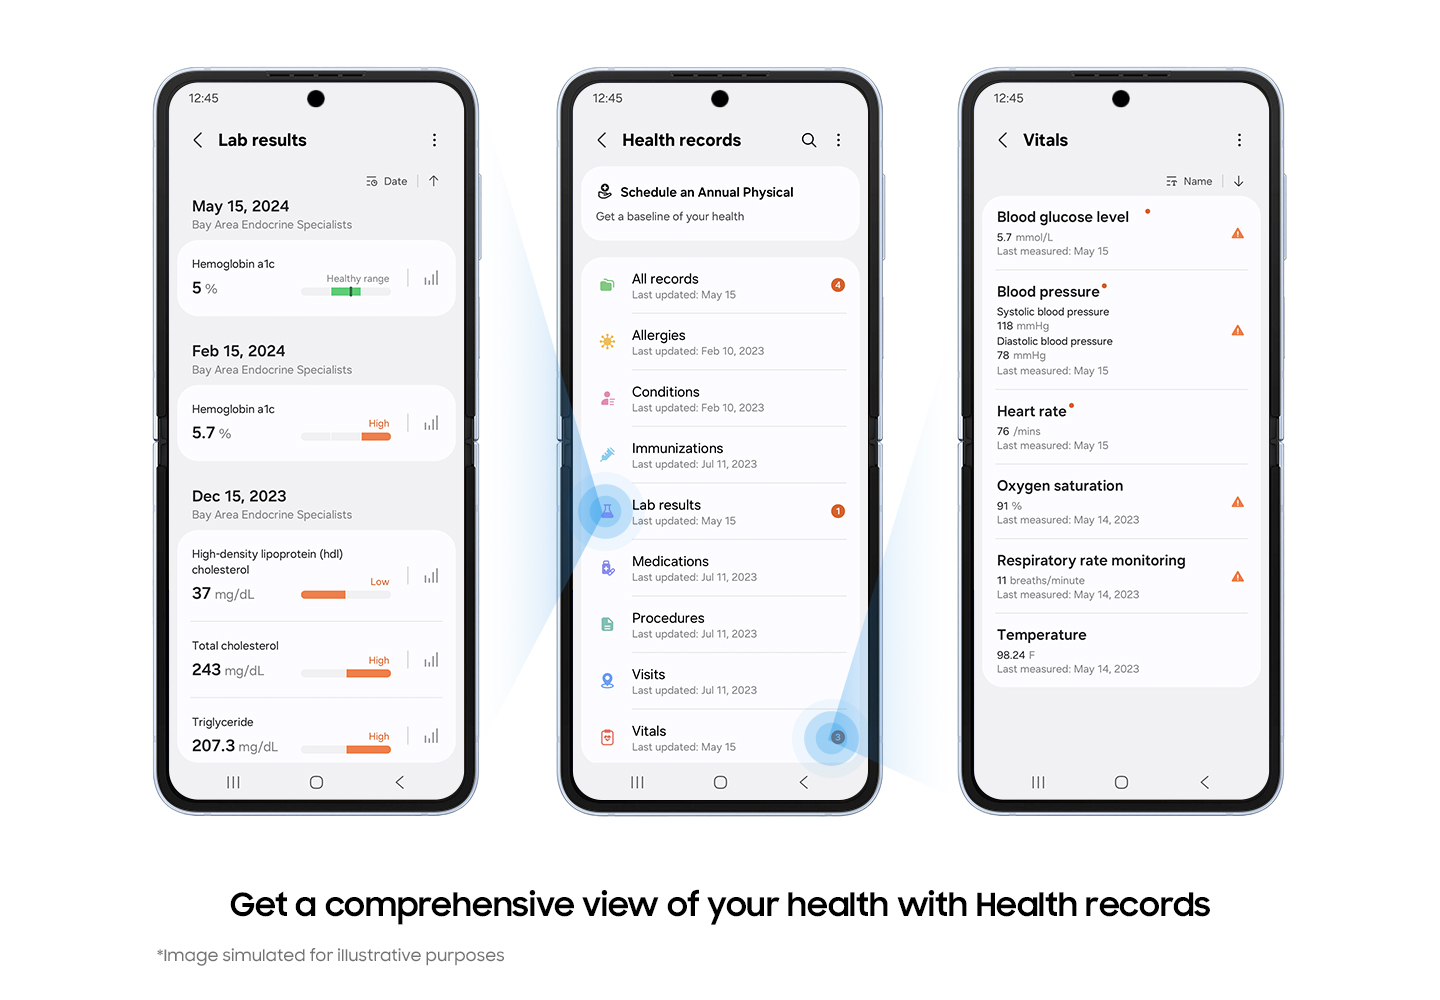 12:45
Lab results
Date
May 15, 2024
Bay Area Endocrine Specialists
Hemoglobin a1c
Healthy range
5 %
Feb 15, 2024
Bay Area Endocrine Specialists
Hemoglobin a1c
High
5.7 %
Dec 15, 2023
Bay Area Endocrine Specialists
High-density lipoprotein (hdl)
cholesterol
Low
37 mg/dL
Total cholesterol
High
243 mg/dL
Triglyceride
High
207.3 mg/dL
12:45
Health records
Schedule an Annual Physical
Get a baseline of your health
All records
Last updated: May 15
4
Allergies
Last updated: Feb 10, 2023
Conditions
Last updated: Feb 10, 2023
Immunizations
Last updated: Jul 11, 2023
Lab results
Last updated: May 15
1
Medications
Last updated: Jul 11, 2023
Procedures
Last updated: Jul 11, 2023
Visits
Last updated: Jul 11, 2023
Vitals
Last updated: May 15
3
12:45
Vitals
Name
Blood glucose level
5.7 mmol/L
Last measured: May 15
Blood pressure
Systolic blood pressure
118 mmHg
Diastolic blood pressure
78 mmHg
Last measured: May 15
Heart rate
76 /mins
Last measured: May 15
Oxygen saturation
91 %
Last measured: May 14, 2023
Respiratory rate monitoring
11 breaths/minute
Last measured: May 14, 2023
Temperature
98.24 F
Last measured: May 14, 2023
Get a comprehensive view of your health with Health records
*Image simulated for illustrative purposes